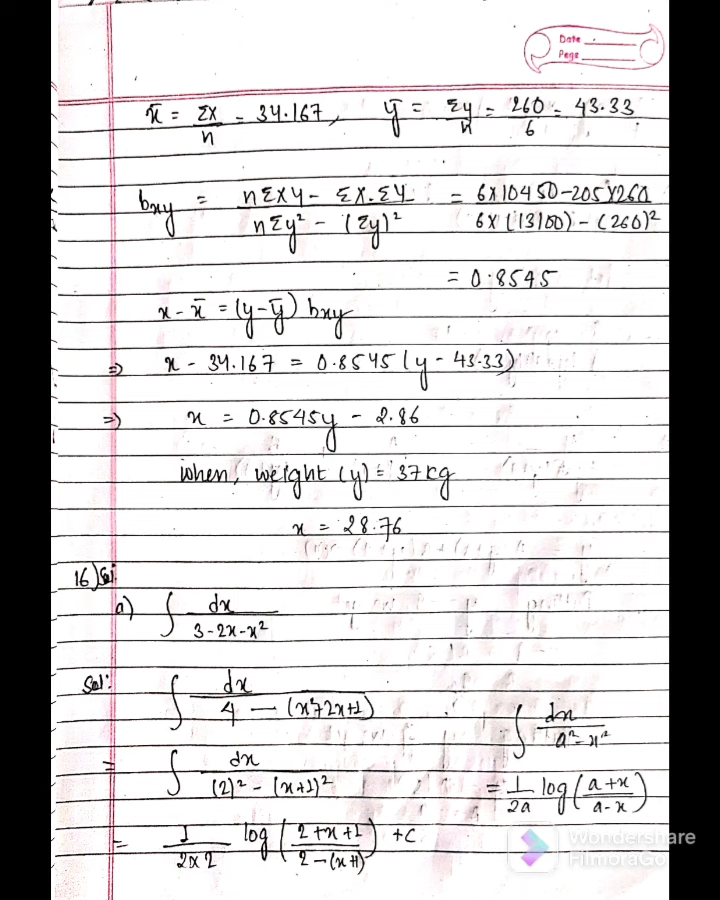 Date
Page
x̄ = Σx/n = 34.167, ȳ = Σy/n = 260/6 = 43.33
bxy = (nΣxy - Σx.Σy)/(nΣy² - (Σy)²) = (6×10450-205×260)/(6×(13100)-(260)²)
= 0.8545
x - x̄ = (y-ȳ) bxy
⇒ x - 34.167 = 0.8545(y - 43.33)
⇒ x = 0.8545y - 2.86
when, weight (y) = 37kg
x = 28.76
16) Sol:
a) ∫ dx/(3-2x-x²)
Sol: ∫ dx/(4 - (x²+2x+1))
∫ dx/(a²-x²)
= ∫ dx/((2)² - (x+1)²)
= 1/2a log((a+x)/(a-x))
= 1/(2×2) log((2+x+1)/(2-(x+1))) +c
Wondershare
FilmoraGo